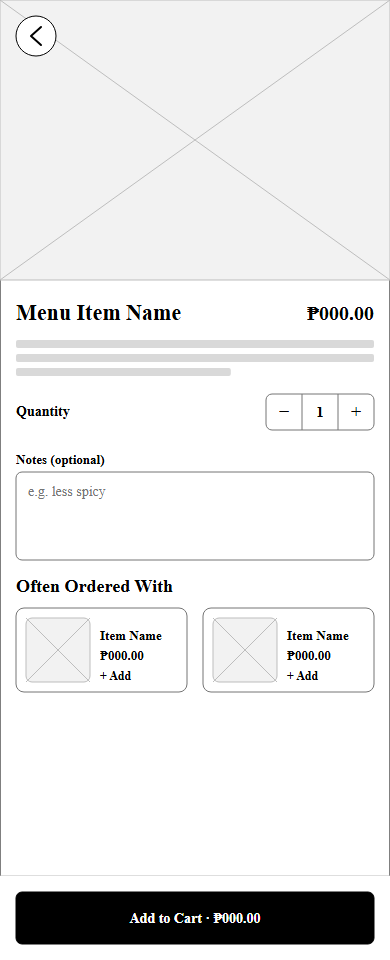 Menu Item Name ₱000.00
Quantity − 1 +
Notes (optional)
e.g. less spicy
Often Ordered With
Item Name
₱000.00
+ Add
Item Name
₱000.00
+ Add
Add to Cart · ₱000.00